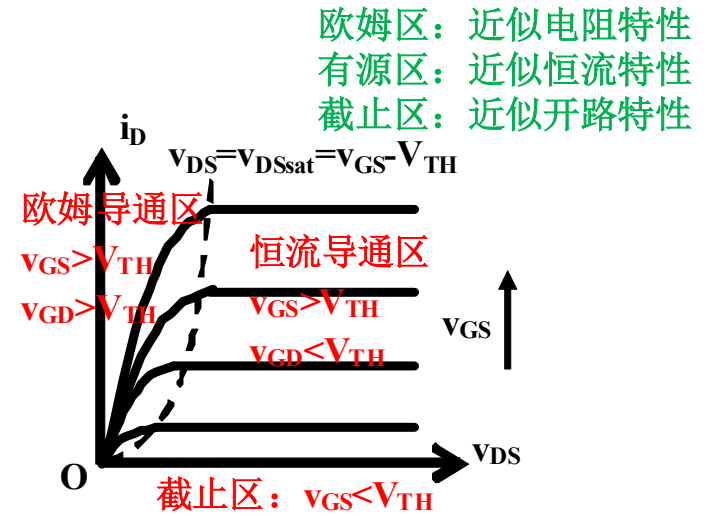 欧姆区：近似电阻特性
有源区：近似恒流特性
截止区：近似开路特性
iD
vDS=vDSsat=vGS-VTH
欧姆导通区
vGS>VTH
vGD>VTH
恒流导通区
vGS>VTH
vGD<VTH
vGS
vDS
O
截止区：vGS<VTH